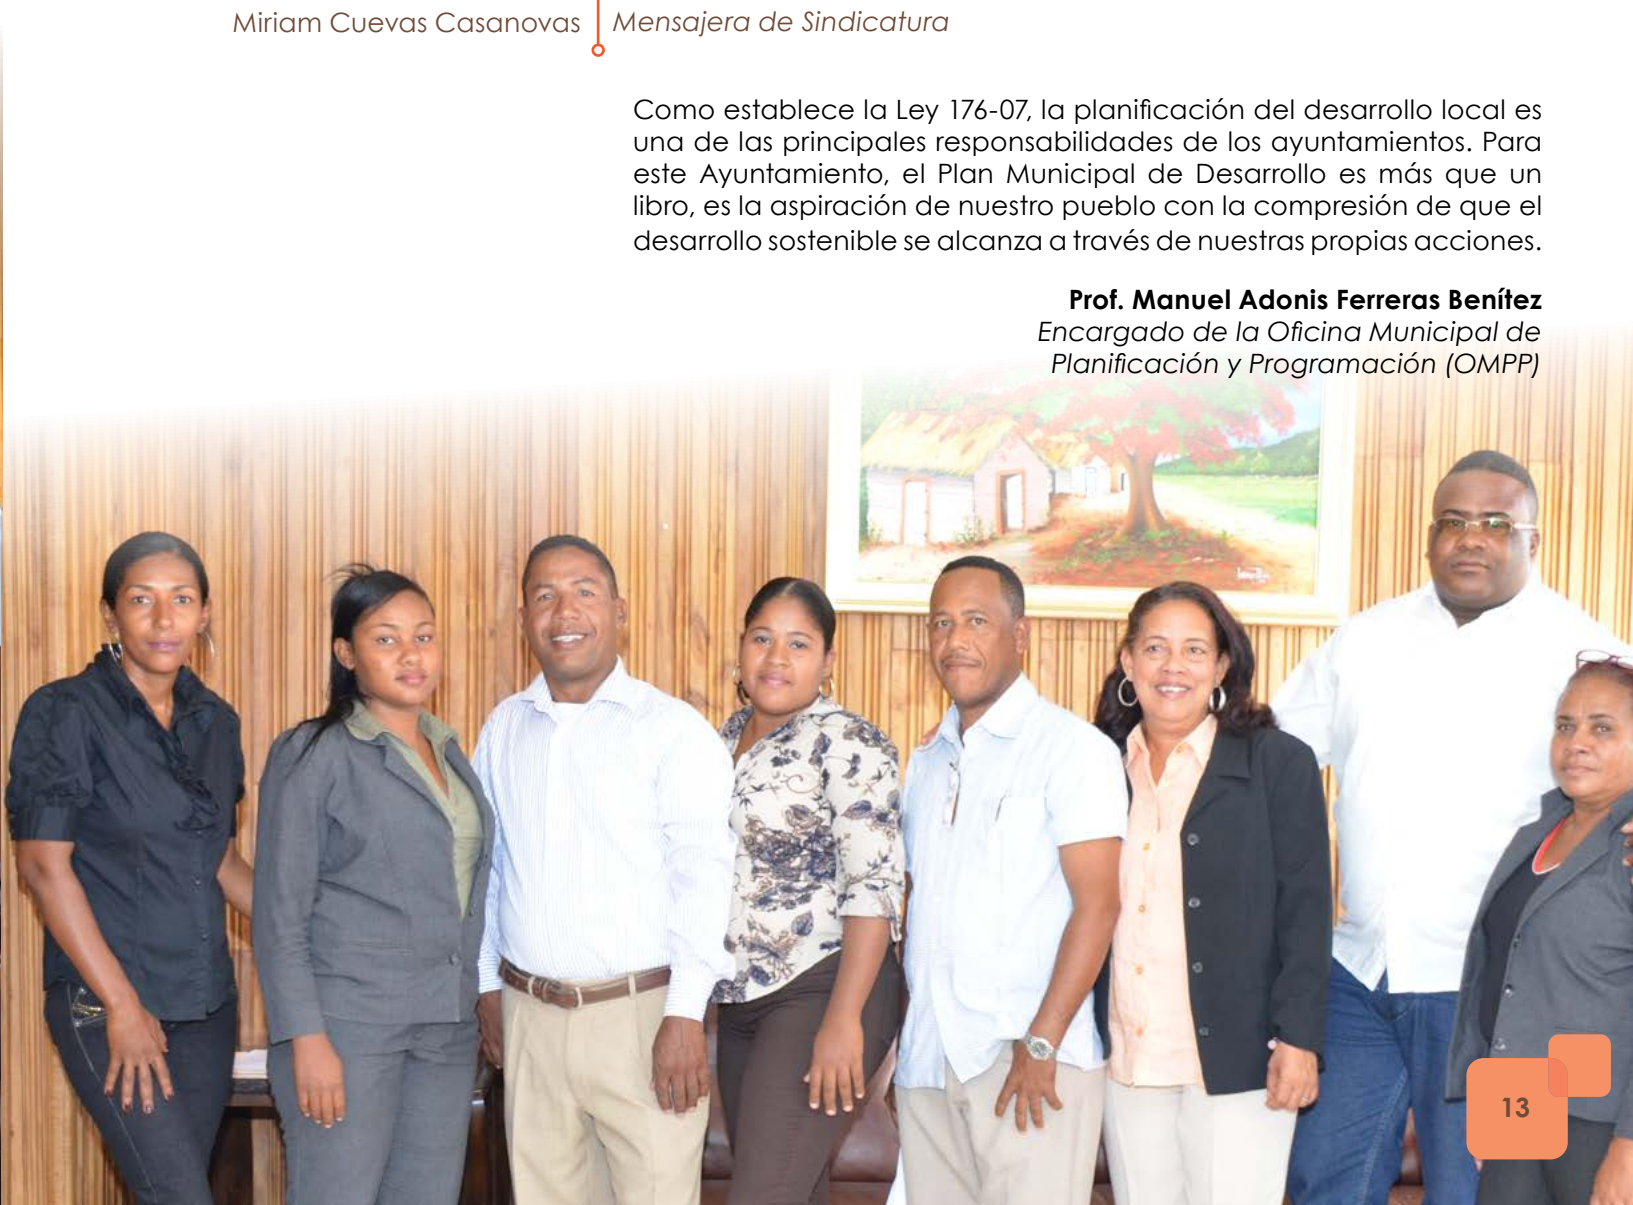 Miriam Cuevas Casanovas
Mensajera de Sindicatura
Como establece la Ley 176-07, la planificación del desarrollo local es
una de las principales responsabilidades de los ayuntamientos. Para
este Ayuntamiento, el Plan Municipal de Desarrollo es más que un
libro, es la aspiración de nuestro pueblo con la compresión de que el
desarrollo sostenible se alcanza a través de nuestras propias acciones.
Prof. Manuel Adonis Ferreras Benítez
Encargado de la Oficina Municipal de
Planificación y Programación (OMPP)
13